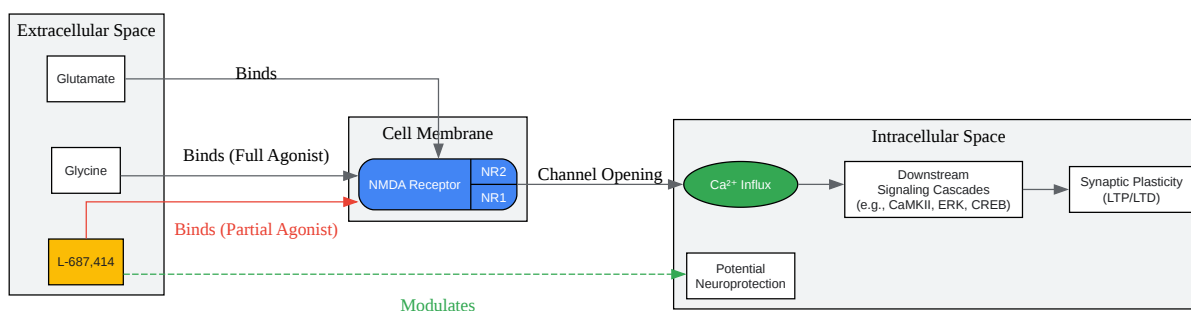 Extracellular Space
Glutamate
Binds
Cell Membrane
Intracellular Space
Glycine
Binds (Full Agonist)
NMDA Receptor
NR2
NR1
Channel Opening
Ca²⁺ Influx
Downstream
Signaling Cascades
(e.g., CaMKII, ERK, CREB)
Synaptic Plasticity
(LTP/LTD)
Binds (Partial Agonist)
L-687,414
Potential
Neuroprotection
Modulates